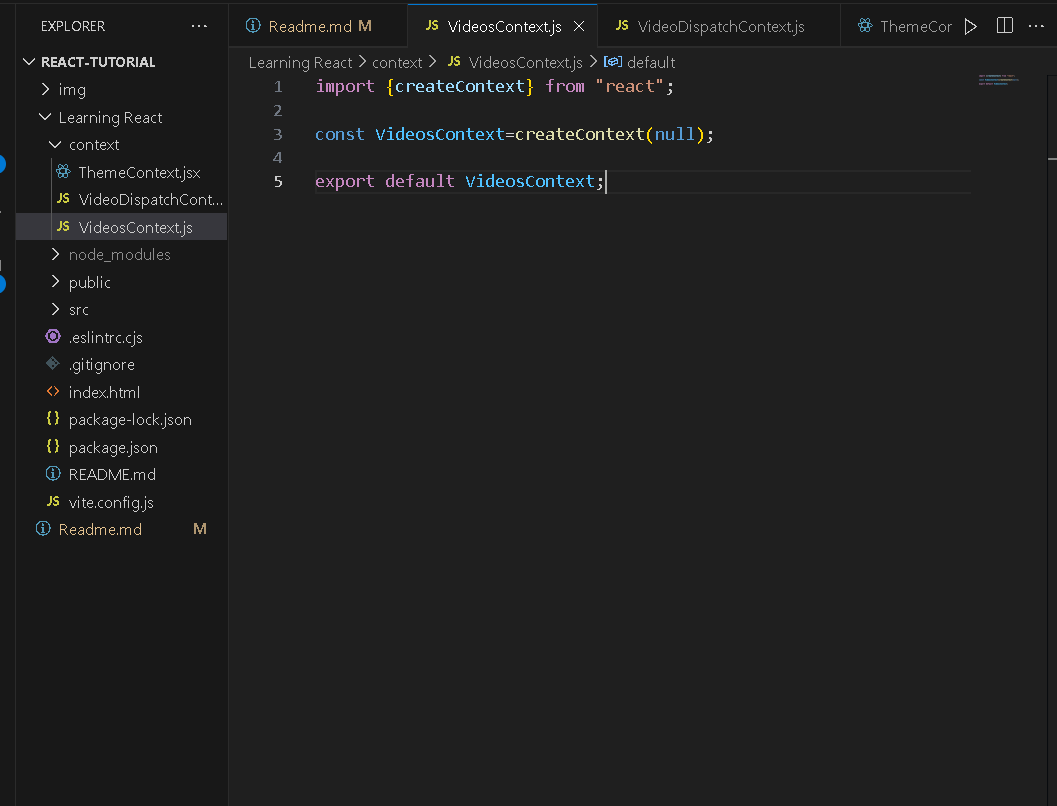 EXPLORER
REACT-TUTORIAL
img
Learning React
context
ThemeContext.jsx
JS VideoDispatchCont...
JS VideosContext.js
node_modules
public
src
.eslintrc.cjs
.gitignore
index.html
{} package-lock.json
{} package.json
README.md
JS vite.config.js
Readme.md M
Readme.md M
JS VideosContext.js
JS VideoDispatchContext.js
ThemeCor
Learning React > context > JS VideosContext.js > default
1 import {createContext} from "react";
2
3 const VideosContext=createContext(null);
4
5 export default VideosContext;